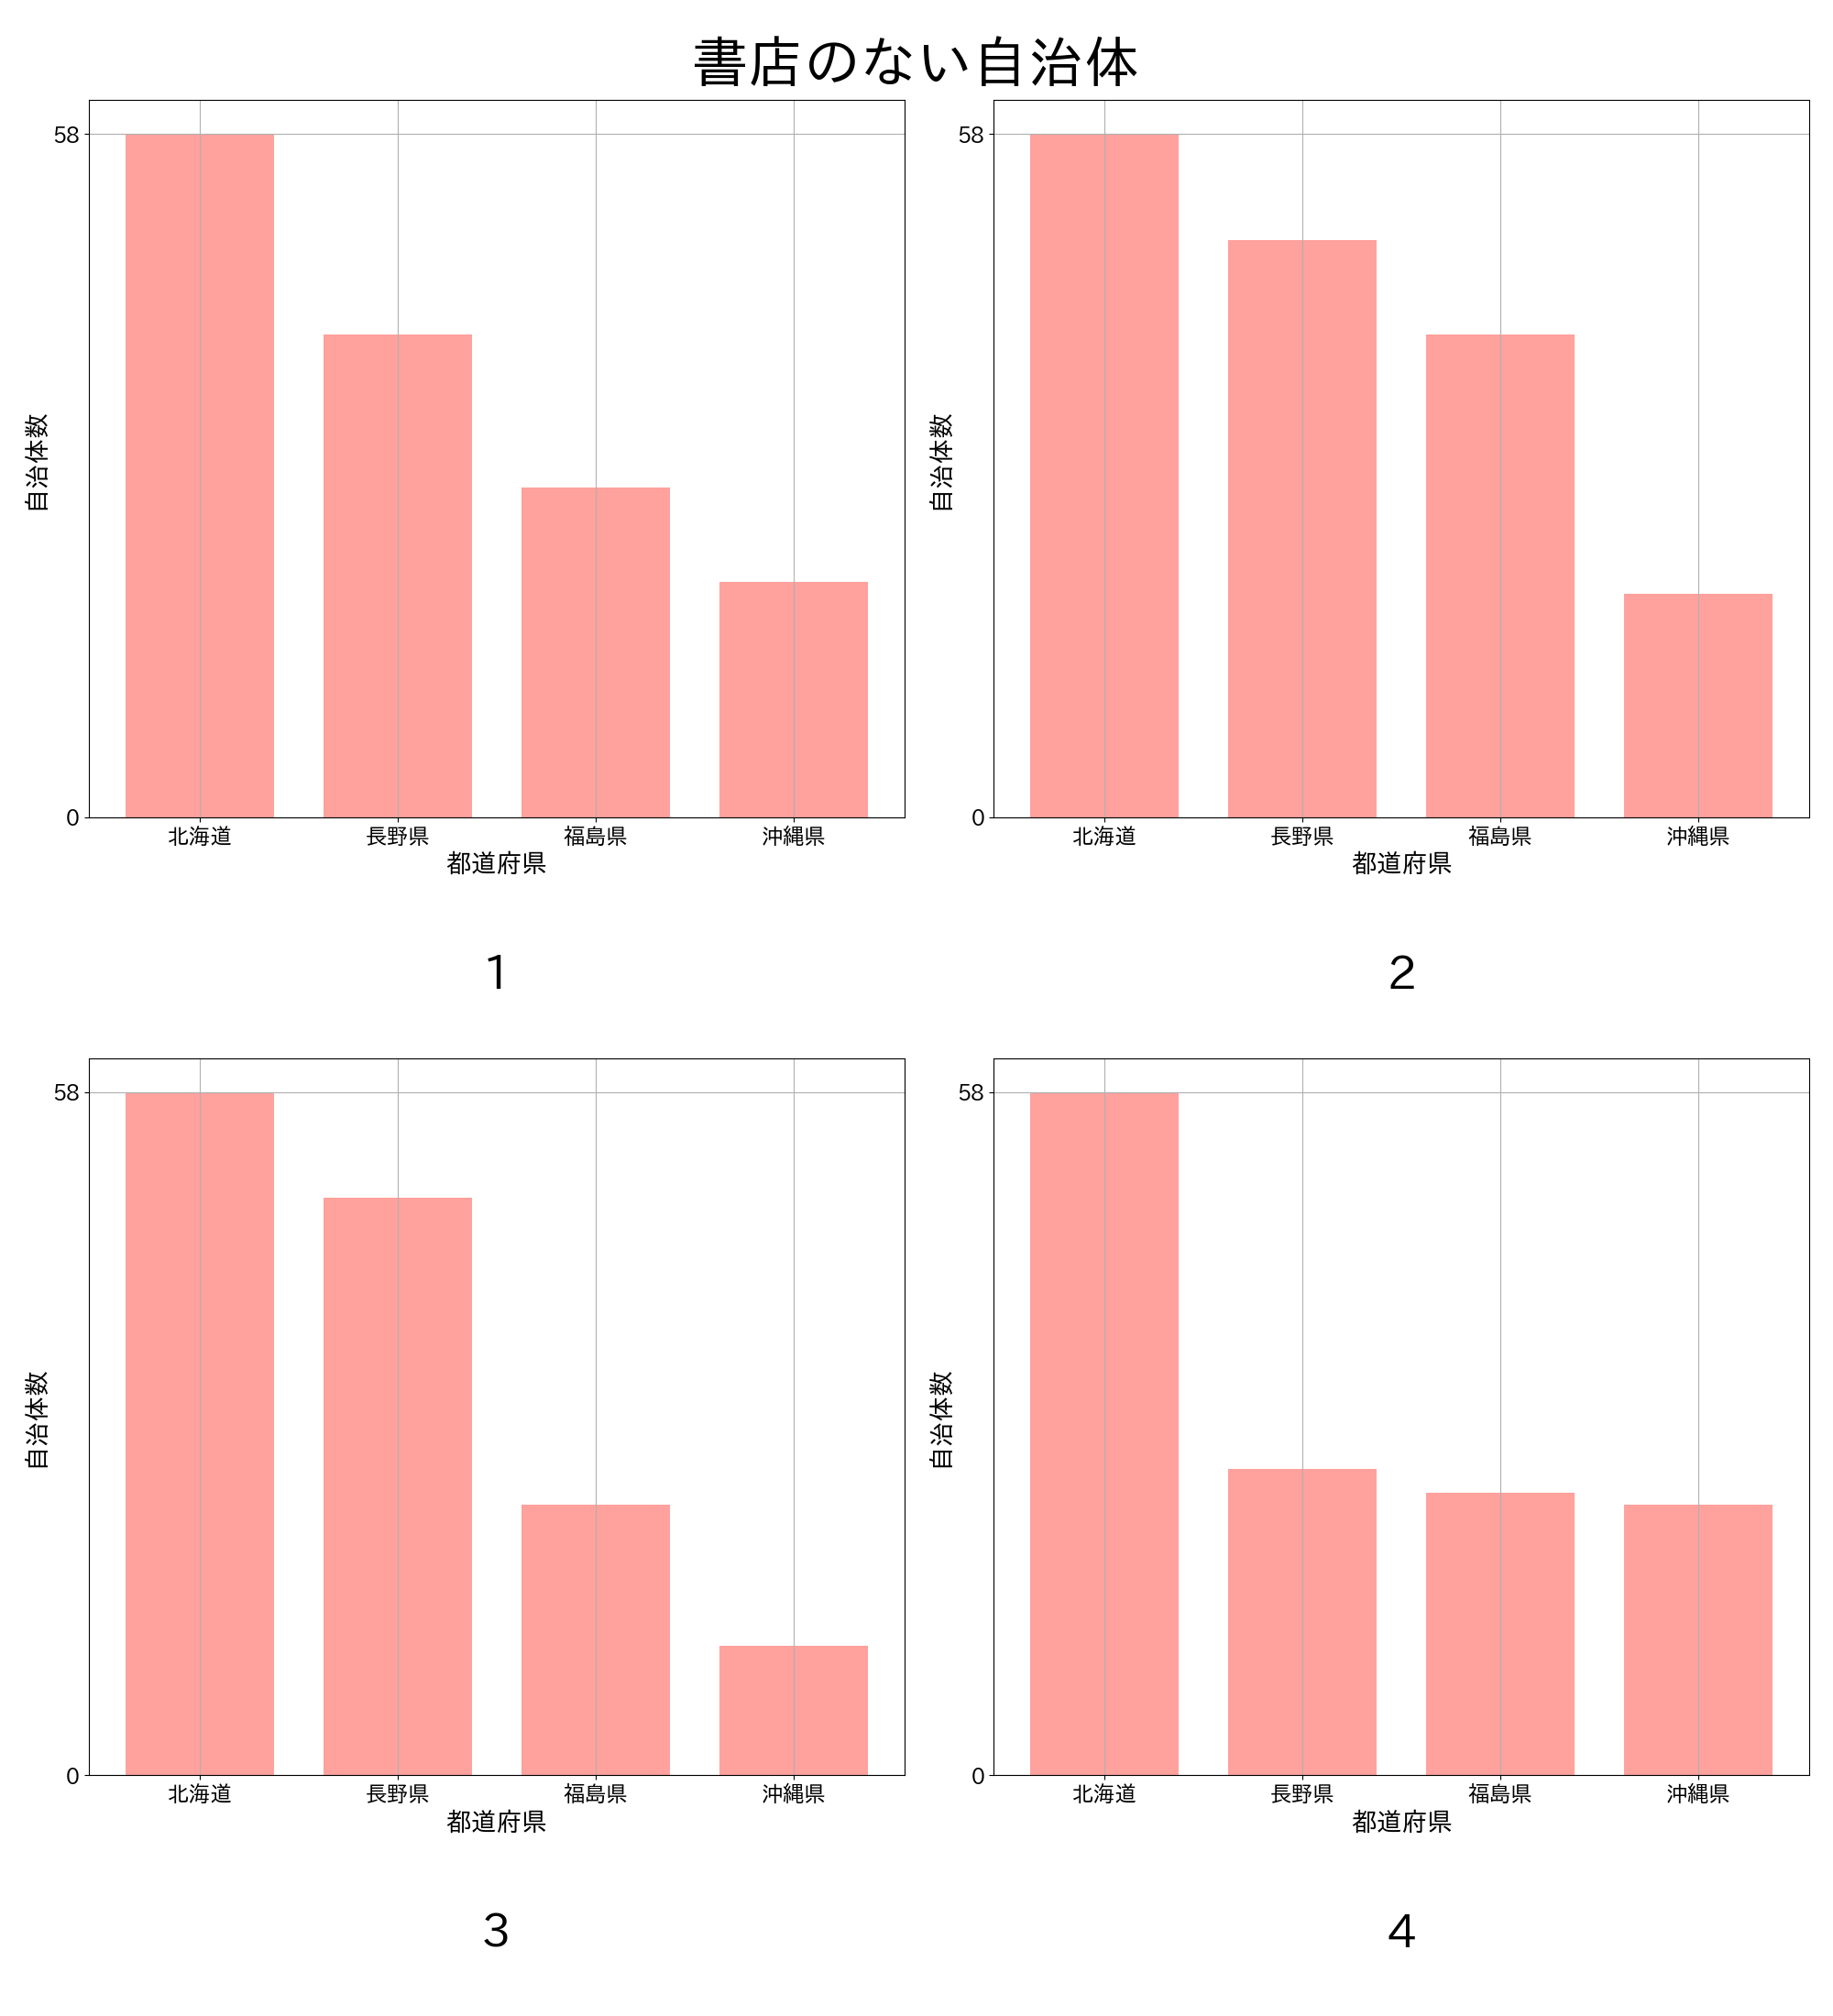 書店のない自治体
58
0
自治体数
北海道 長野県 福島県 沖縄県
都道府県
1
58
0
自治体数
北海道 長野県 福島県 沖縄県
都道府県
2
58
0
自治体数
北海道 長野県 福島県 沖縄県
都道府県
3
58
0
自治体数
北海道 長野県 福島県 沖縄県
都道府県
4